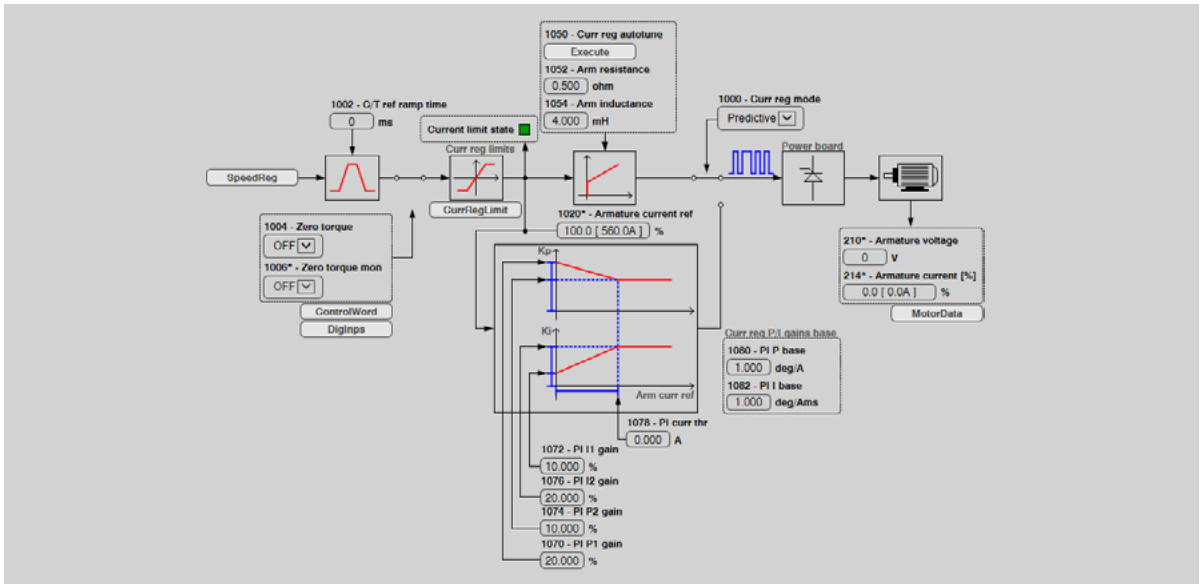 1050 - Curr reg autotune
Execute
1052 - Arm resistance
0.500 ohm
1054 - Arm inductance
4.000 mH
1002 - C/T ref ramp time
0 ms
Current limit state
Curr reg limits
1000 - Curr reg mode
Predictive
Power board
SpeedReg
CurrRegLimit
1020* - Armature current ref
100.0 [ 560.0A ] %
1004 - Zero torque
OFF
1006* - Zero torque mon
OFF
ControlWord
DigInps
210* - Armature voltage
0 V
214* - Armature current [%]
0.0 [ 0.0A ] %
MotorData
Kp
Ki
Arm curr ref
Curr reg P/I gains base
1080 - PI P base
1.000 deg/A
1082 - PI I base
1.000 deg/Ams
1078 - PI curr thr
0.000 A
1072 - PI I1 gain
10.000 %
1076 - PI I2 gain
20.000 %
1074 - PI P2 gain
10.000 %
1070 - PI P1 gain
20.000 %